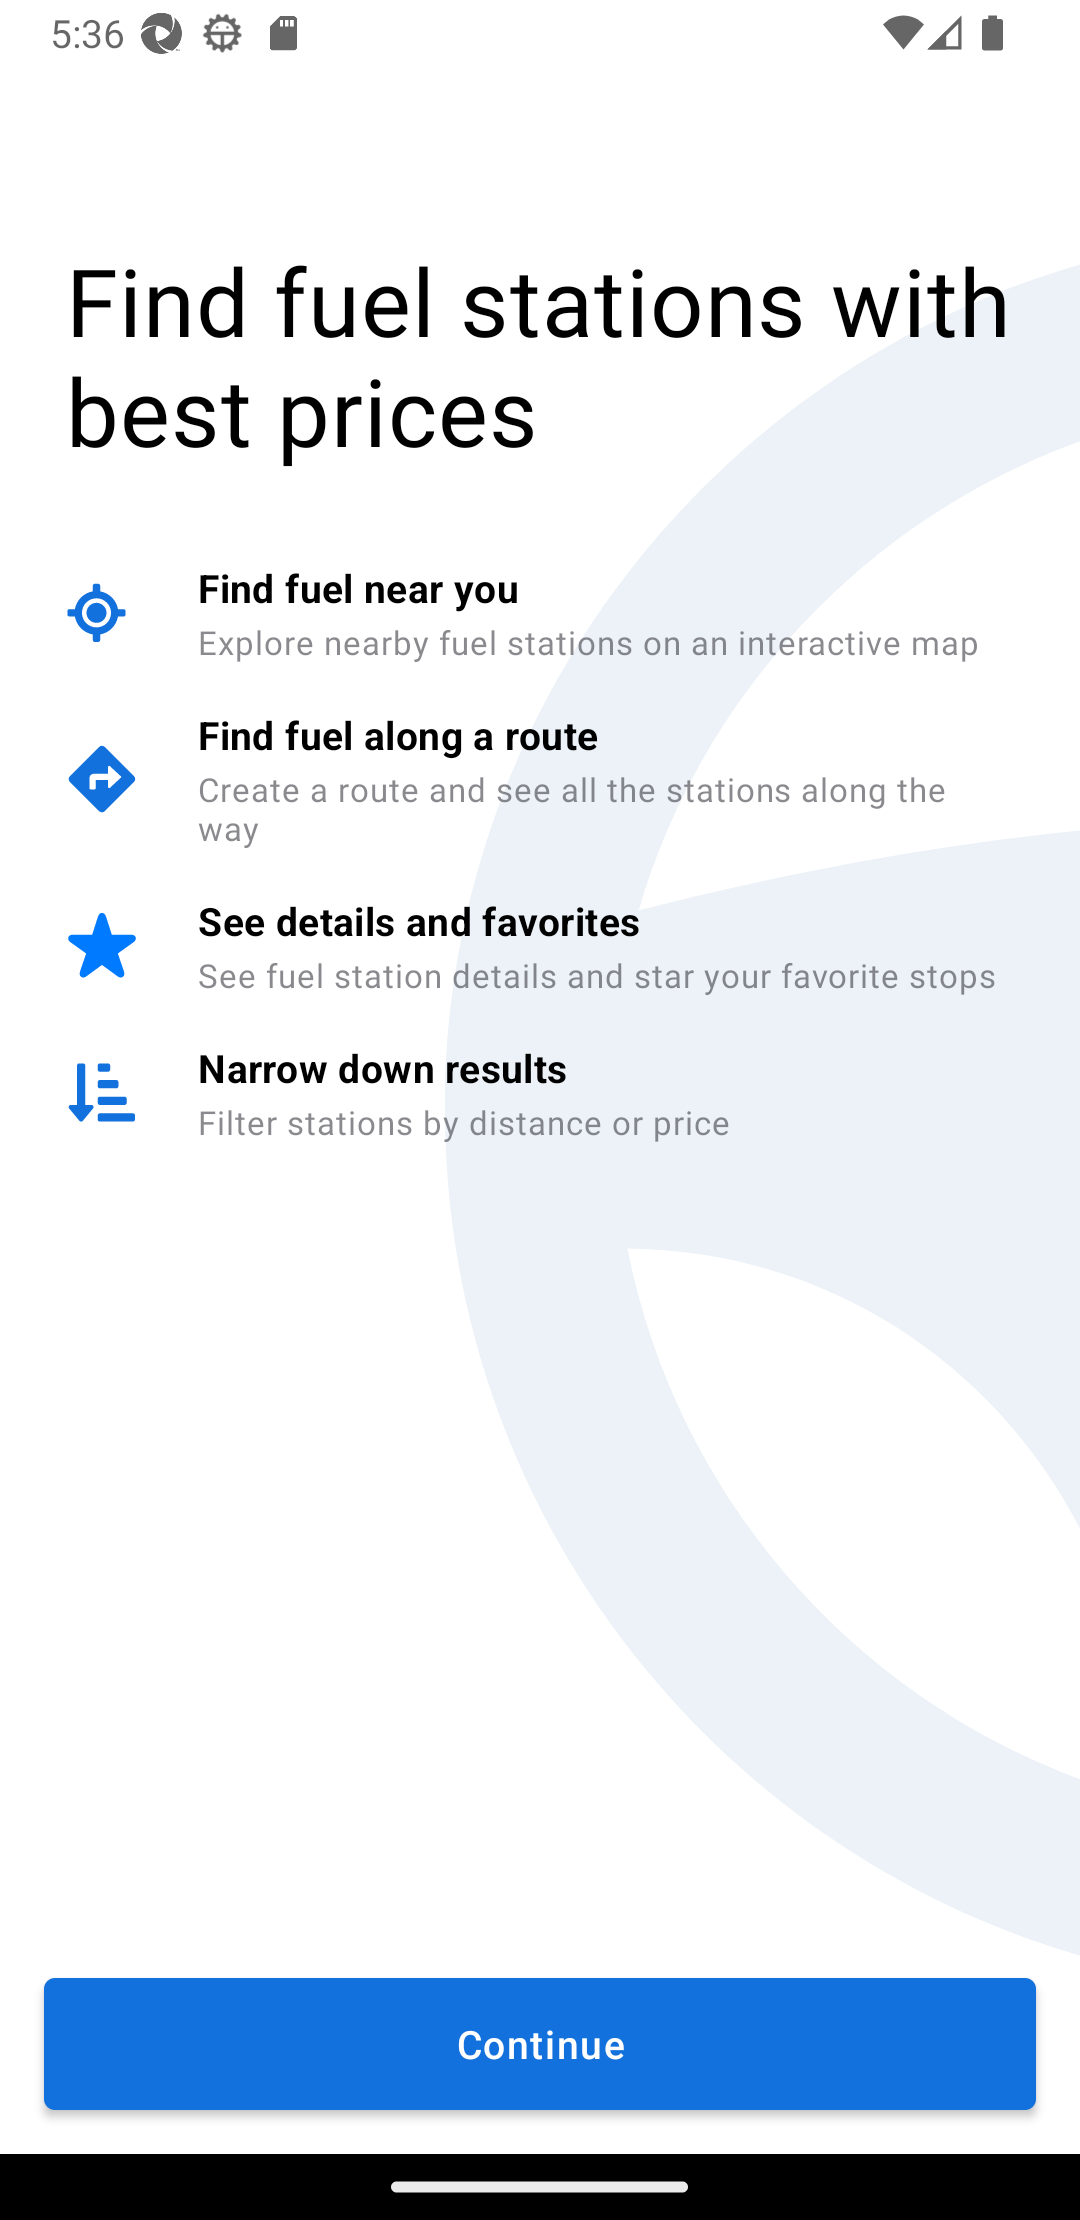 5:36
Find fuel stations with
best prices
Find fuel near you
Explore nearby fuel stations on an interactive map
Find fuel along a route
Create a route and see all the stations along the
way
See details and favorites
See fuel station details and star your favorite stops
Narrow down results
Filter stations by distance or price
Continue